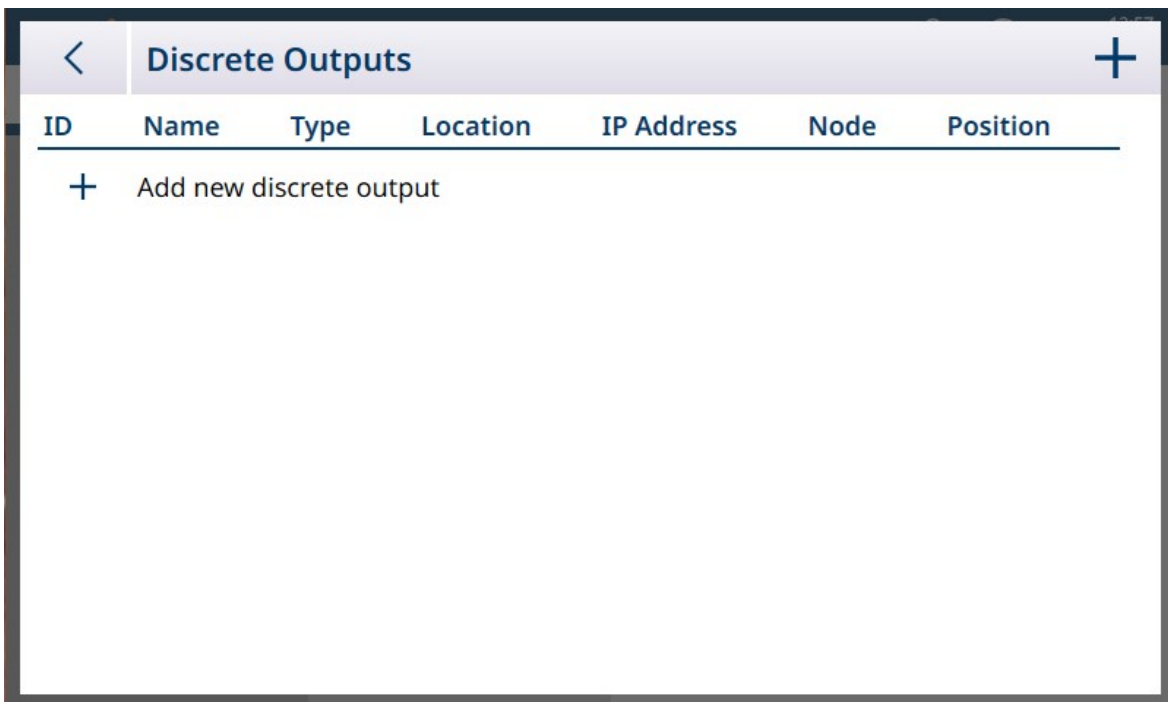 Discrete Outputs
ID Name Type Location IP Address Node Position
Add new discrete output